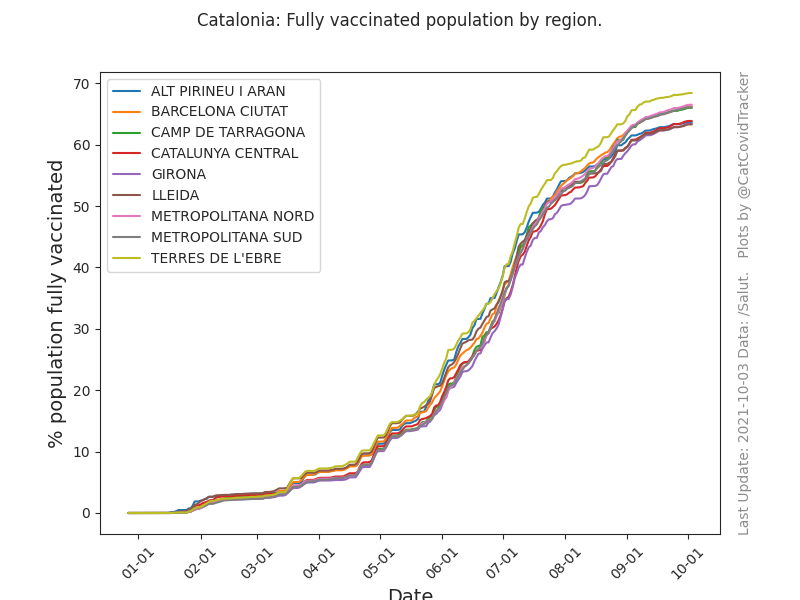 Catalonia: Fully vaccinated population by region.
ALT PIRINEU I ARAN
BARCELONA CIUTAT
CAMP DE TARRAGONA
CATALUNYA CENTRAL
GIRONA
LLEIDA
METROPOLITANA NORD
METROPOLITANA SUD
TERRES DE L'EBRE
70
60
50
40
30
20
10
0
% population fully vaccinated
01-01
02-01
03-01
04-01
05-01
06-01
07-01
08-01
09-01
10-01
Date
Last Update: 2021-10-03 Data: /Salut. Plots by @CatCovidTracker